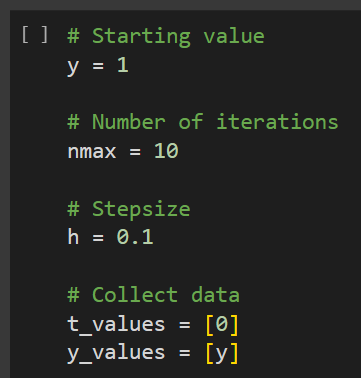 [ ] # Starting value
y = 1
# Number of iterations
nmax = 10
# Stepsize
h = 0.1
# Collect data
t_values = [0]
y_values = [y]